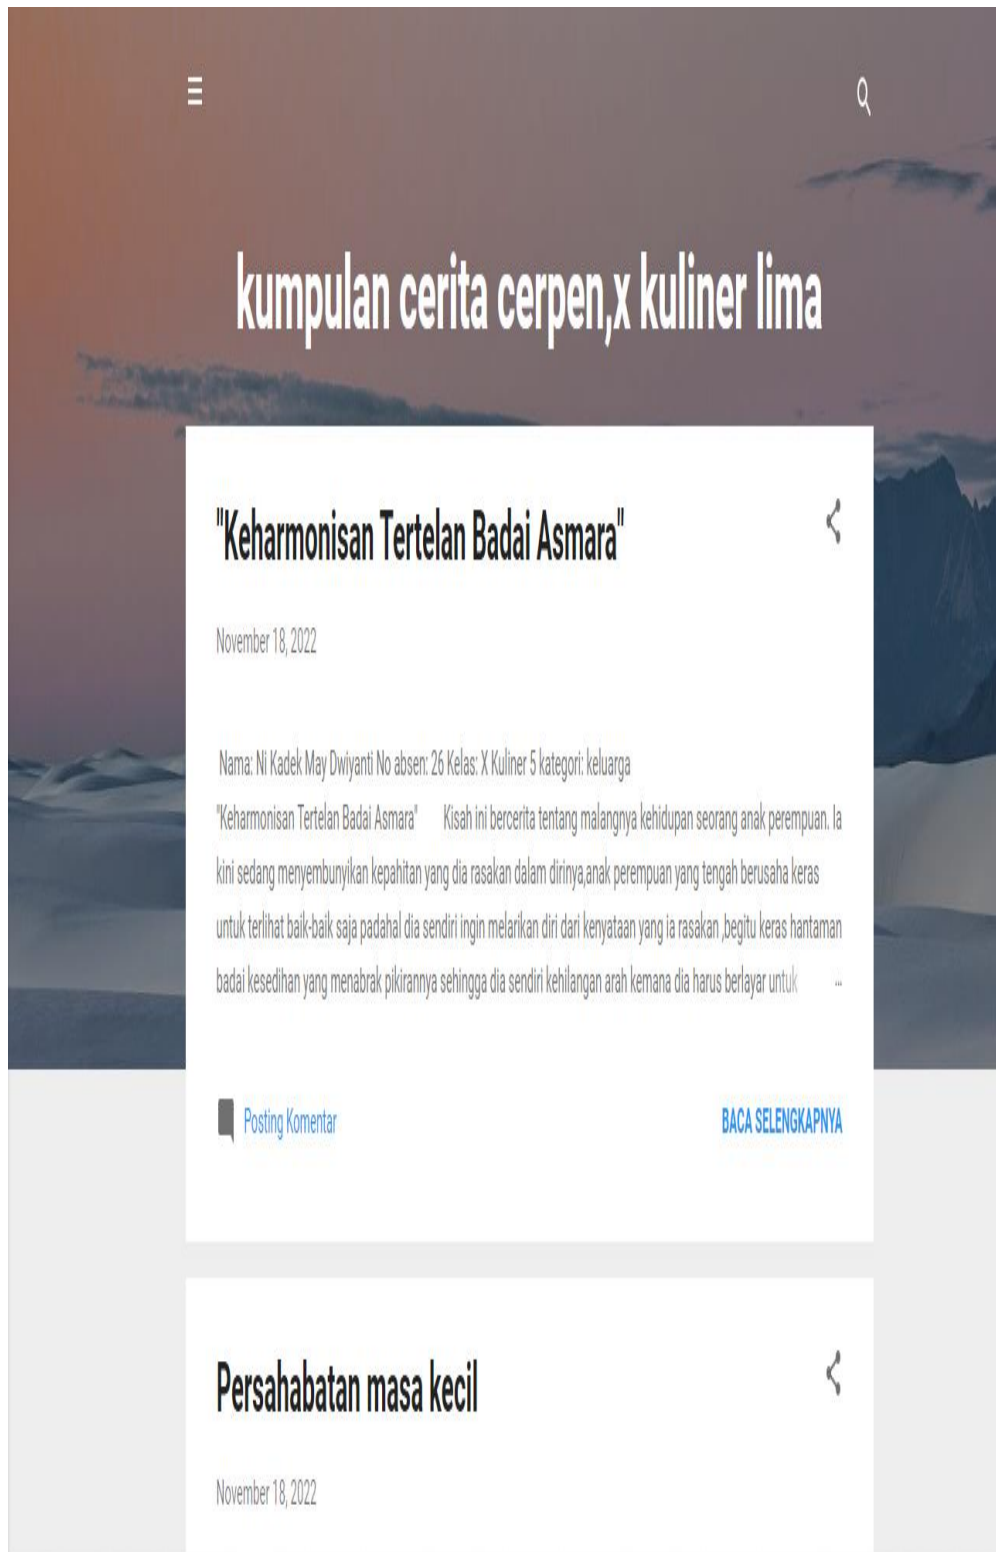 kumpulan cerita cerpen,x kuliner lima
"Keharmonisan Tertelan Badai Asmara"
November 18, 2022
Nama: Ni Kadek May Dwiyanti No absen: 26 Kelas: X Kuliner 5 kategori: keluarga
"Keharmonisan Tertelan Badai Asmara" Kisah ini bercerita tentang malangnya kehidupan seorang anak perempuan. Ia
kini sedang menyembunyikan kepahitan yang dia rasakan dalam dirinya,anak perempuan yang tengah berusaha keras
untuk terlihat baik-baik saja padahal dia sendiri ingin melarikan diri dari kenyataan yang ia rasakan ,begitu keras hantaman
badai kesedihan yang menabrak pikirannya sehingga dia sendiri kehilangan arah kemana dia harus berlayar untuk ...
Posting Komentar
BACA SELENGKAPNYA
Persahabatan masa kecil
November 18, 2022